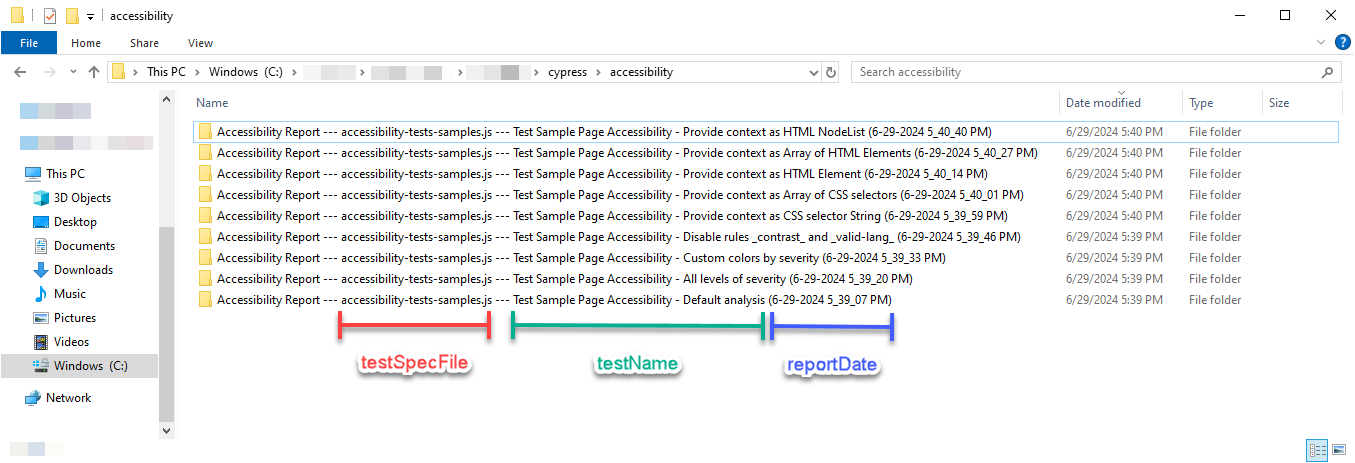 accessibility
File Home Share View
This PC Windows (C:) cypress accessibility Search accessibility
Name Date modified Type Size
Accessibility Report --- accessibility-tests-samples.js --- Test Sample Page Accessibility - Provide context as HTML NodeList (6-29-2024 5_40_40 PM) 6/29/2024 5:40 PM File folder
Accessibility Report --- accessibility-tests-samples.js --- Test Sample Page Accessibility - Provide context as Array of HTML Elements (6-29-2024 5_40_27 PM) 6/29/2024 5:40 PM File folder
Accessibility Report --- accessibility-tests-samples.js --- Test Sample Page Accessibility - Provide context as HTML Element (6-29-2024 5_40_14 PM) 6/29/2024 5:40 PM File folder
Accessibility Report --- accessibility-tests-samples.js --- Test Sample Page Accessibility - Provide context as Array of CSS selectors (6-29-2024 5_40_01 PM) 6/29/2024 5:40 PM File folder
Accessibility Report --- accessibility-tests-samples.js --- Test Sample Page Accessibility - Provide context as CSS selector String (6-29-2024 5_39_59 PM) 6/29/2024 5:39 PM File folder
Accessibility Report --- accessibility-tests-samples.js --- Test Sample Page Accessibility - Disable rules _contrast_ and _valid-lang_ (6-29-2024 5_39_46 PM) 6/29/2024 5:39 PM File folder
Accessibility Report --- accessibility-tests-samples.js --- Test Sample Page Accessibility - Custom colors by severity (6-29-2024 5_39_33 PM) 6/29/2024 5:39 PM File folder
Accessibility Report --- accessibility-tests-samples.js --- Test Sample Page Accessibility - All levels of severity (6-29-2024 5_39_20 PM) 6/29/2024 5:39 PM File folder
Accessibility Report --- accessibility-tests-samples.js --- Test Sample Page Accessibility - Default analysis (6-29-2024 5_39_07 PM) 6/29/2024 5:39 PM File folder
This PC
3D Objects
Desktop
Documents
Downloads
Music
Pictures
Videos
Windows (C:)
Network
testSpecFile testName reportDate